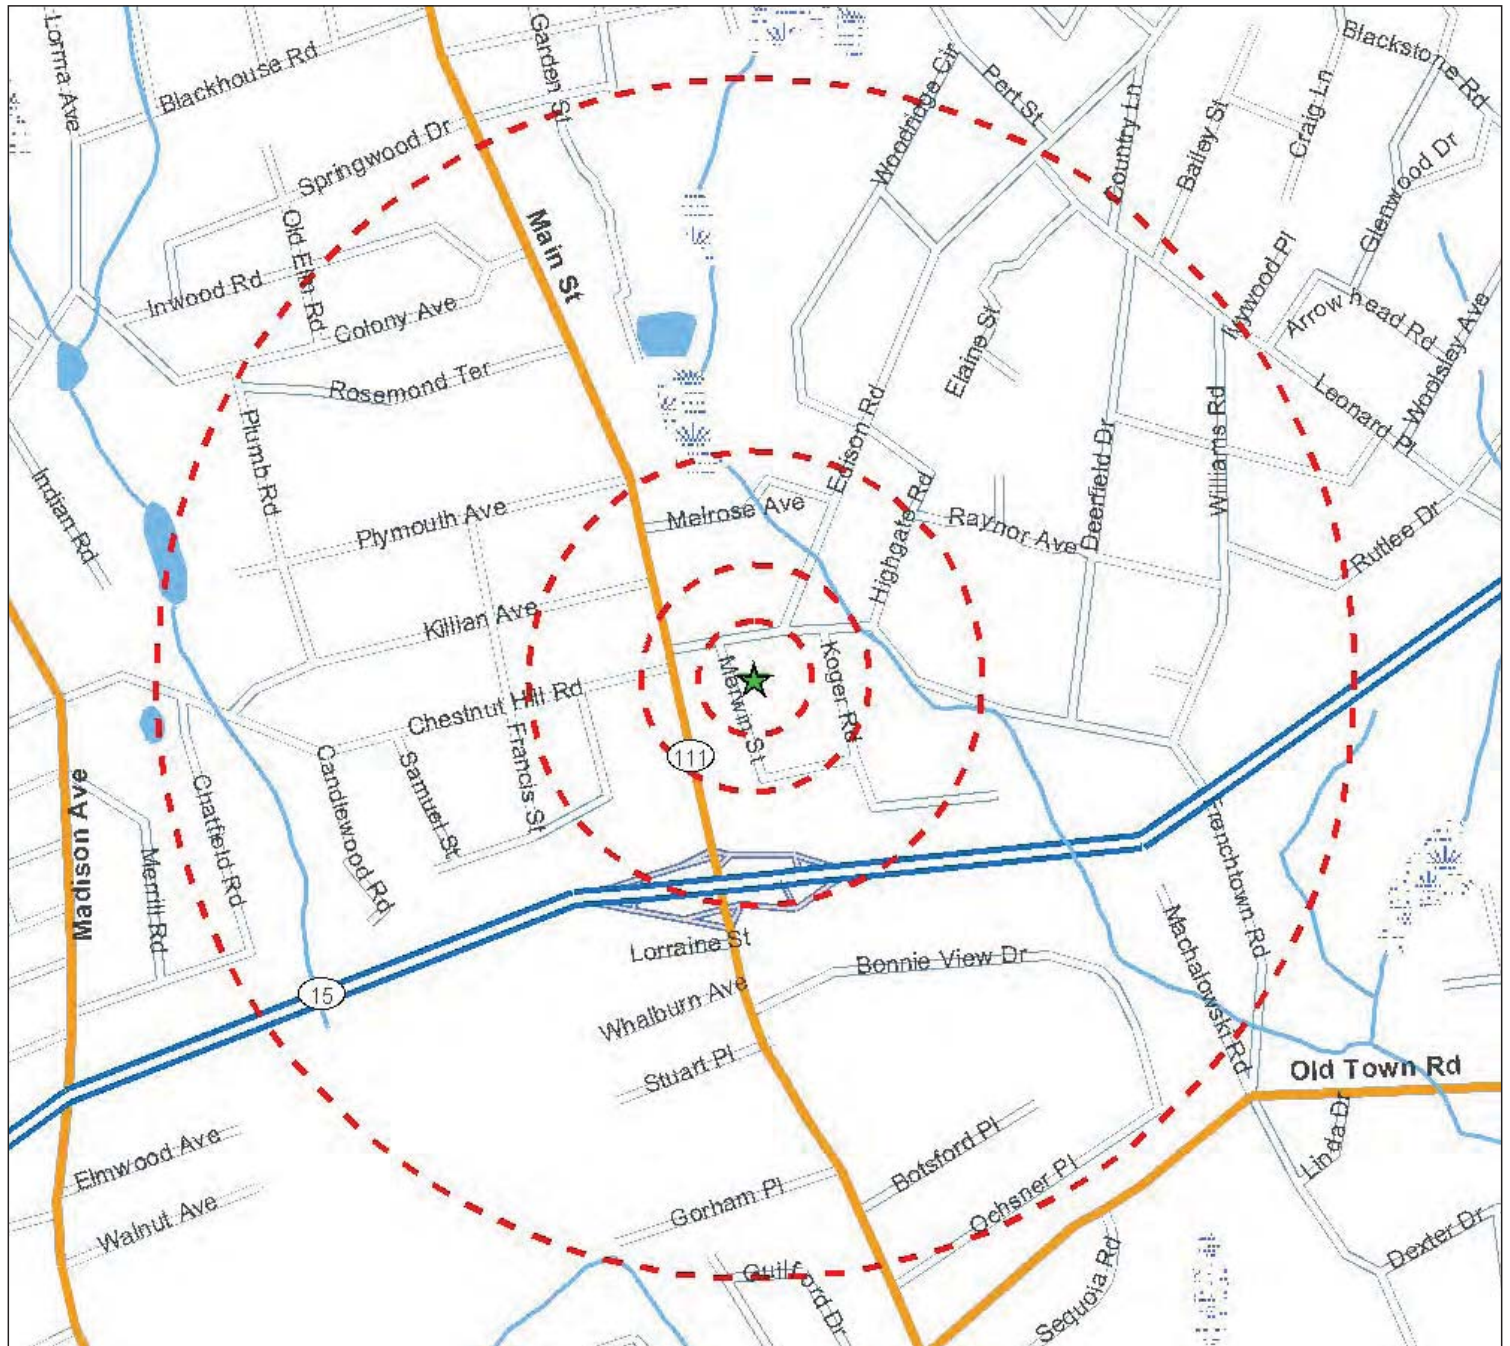 Lorma Ave
Blackhouse Rd
Garden St
Springwood Dr
Woodridge Cir
Pert St
Country Ln
Bailey St
Craig Ln
Blackstone Rd
Glenwood Dr
Old Elm Rd
Main St
Inwood Rd
Colony Ave
Rosemond Ter
Elaine St
Ivywood Pl
Arrow head Rd
Woolsley Ave
Leonard Pl
Plumb Rd
Indian Rd
Edison Rd
Highgate Rd
Deerfield Dr
Williams Rd
Plymouth Ave
Melrose Ave
Raynor Ave
Rutlee Dr
Killian Ave
Chestnut Hill Rd
Merwin St
Koger Rd
111
Francis St
Samuel St
Candlewood Rd
Chatfield Rd
Merrill Rd
Madison Ave
Frenchtown Rd
Machalowski Rd
Lorraine St
Bonnie View Dr
15
Whalburn Ave
Stuart Pl
Old Town Rd
Linda Dr
Elmwood Ave
Walnut Ave
Botsford Pl
Ochsner Pl
Gorham Pl
Guilford Dr
Sequoia Rd
Dexter Dr